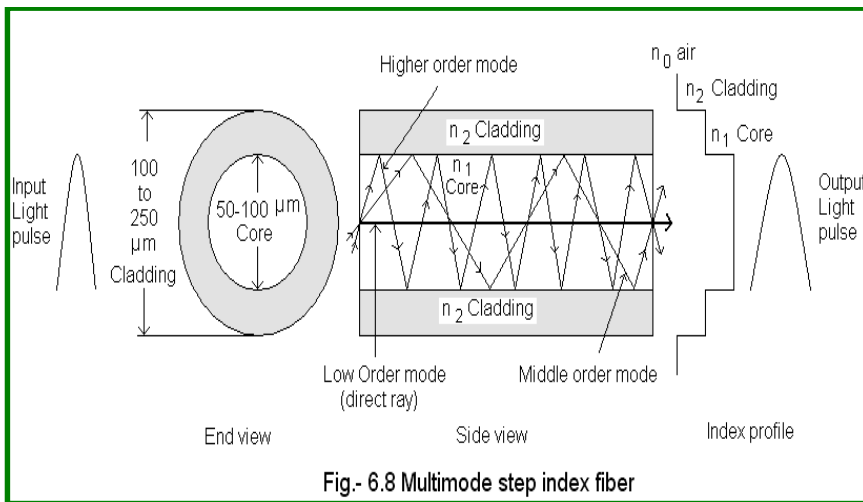 Higher order mode
n0 air
n2 Cladding
n1 Core
n2 Cladding
n1
Core
Input
Light
pulse
100
to
250
µm
Cladding
50-100 µm
Core
Output
Light
pulse
n2 Cladding
Low Order mode
(direct ray)
Middle order mode
End view
Side view
Index profile
Fig.- 6.8 Multimode step index fiber